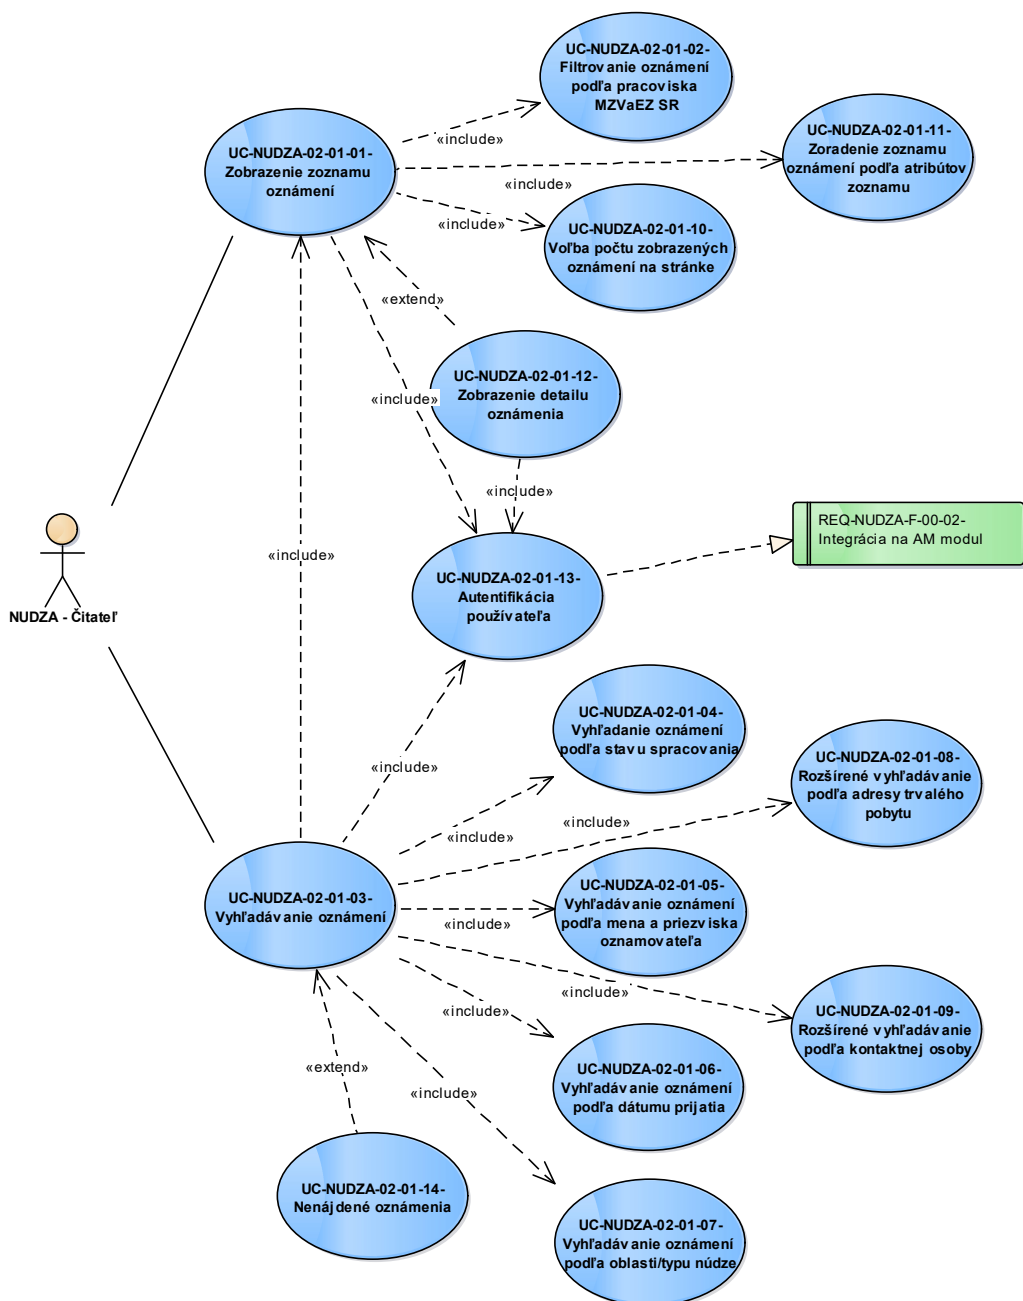 UC-NUDZA-02-01-02-
Filtrovanie oznámení
podľa pracoviska
MZVaEZ SR
«include»
UC-NUDZA-02-01-11-
Zoradenie zoznamu
oznámení podľa atribútov
zoznamu
UC-NUDZA-02-01-01-
Zobrazenie zoznamu
oznámení
«include»
«include»
UC-NUDZA-02-01-10-
Voľba počtu zobrazených
oznámení na stránke
«extend»
UC-NUDZA-02-01-12-
Zobrazenie detailu
oznámenia
«include»
«include»
REQ-NUDZA-F-00-02-
Integrácia na AM modul
«include»
UC-NUDZA-02-01-13-
Autentifikácia
používateľa
NUDZA - Čitateľ
UC-NUDZA-02-01-04-
Vyhľadanie oznámení
podľa stavu spracovania
UC-NUDZA-02-01-08-
Rozšírené vyhľadávanie
podľa adresy trvalého
pobytu
«include»
«include»
«include»
UC-NUDZA-02-01-03-
Vyhľadávanie oznámení
UC-NUDZA-02-01-05-
Vyhľadávanie oznámení
podľa mena a priezviska
oznamovateľa
«include»
«include»
«include»
UC-NUDZA-02-01-09-
Rozšírené vyhľadávanie
podľa kontaktnej osoby
«extend»
«include»
UC-NUDZA-02-01-06-
Vyhľadávanie oznámení
podľa dátumu prijatia
UC-NUDZA-02-01-14-
Nenájdené oznámenia
UC-NUDZA-02-01-07-
Vyhľadávanie oznámení
podľa oblasti/typu núdze